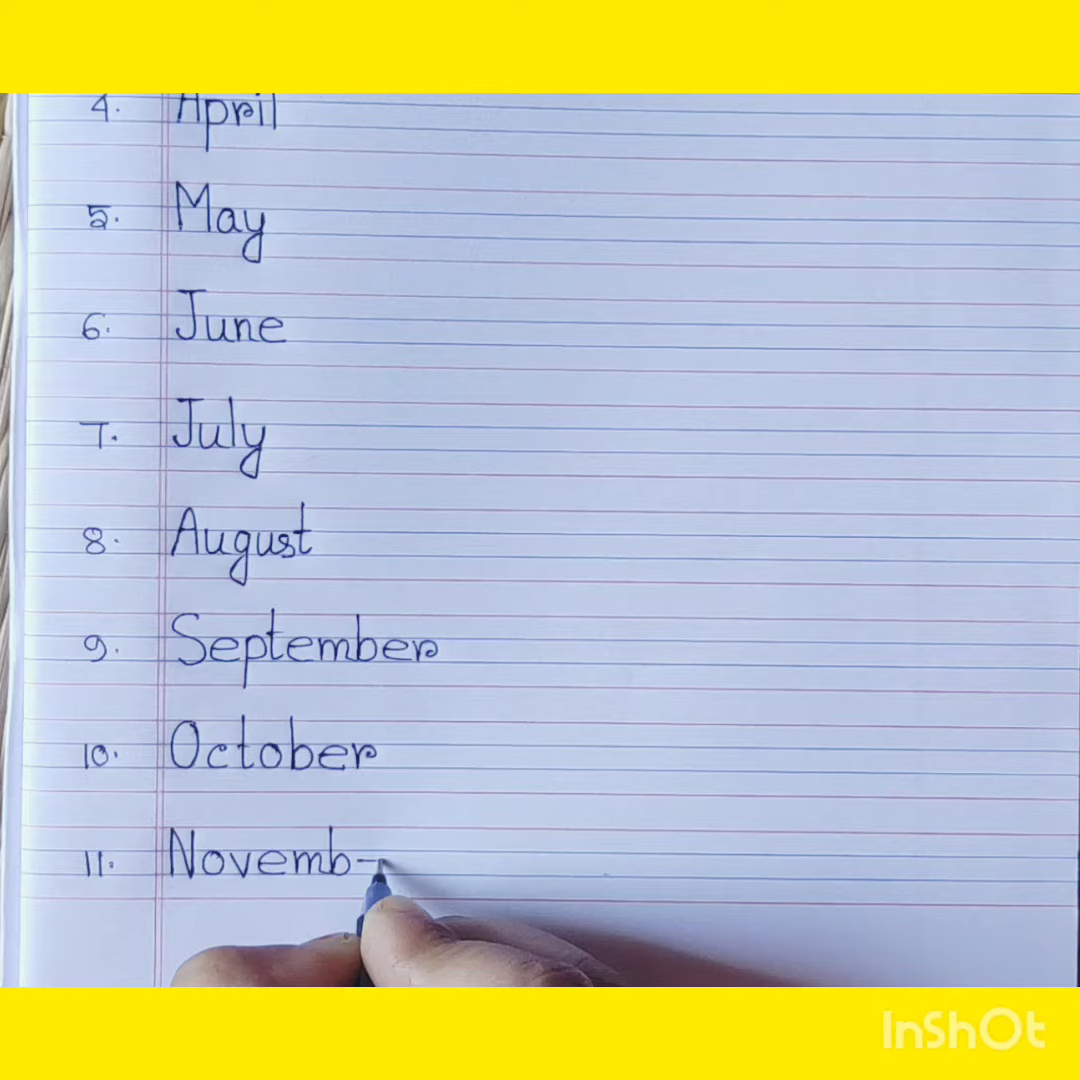 4. April
5. May
6. June
7. July
8. August
9. September
10. October
11. Novemb
InShOt